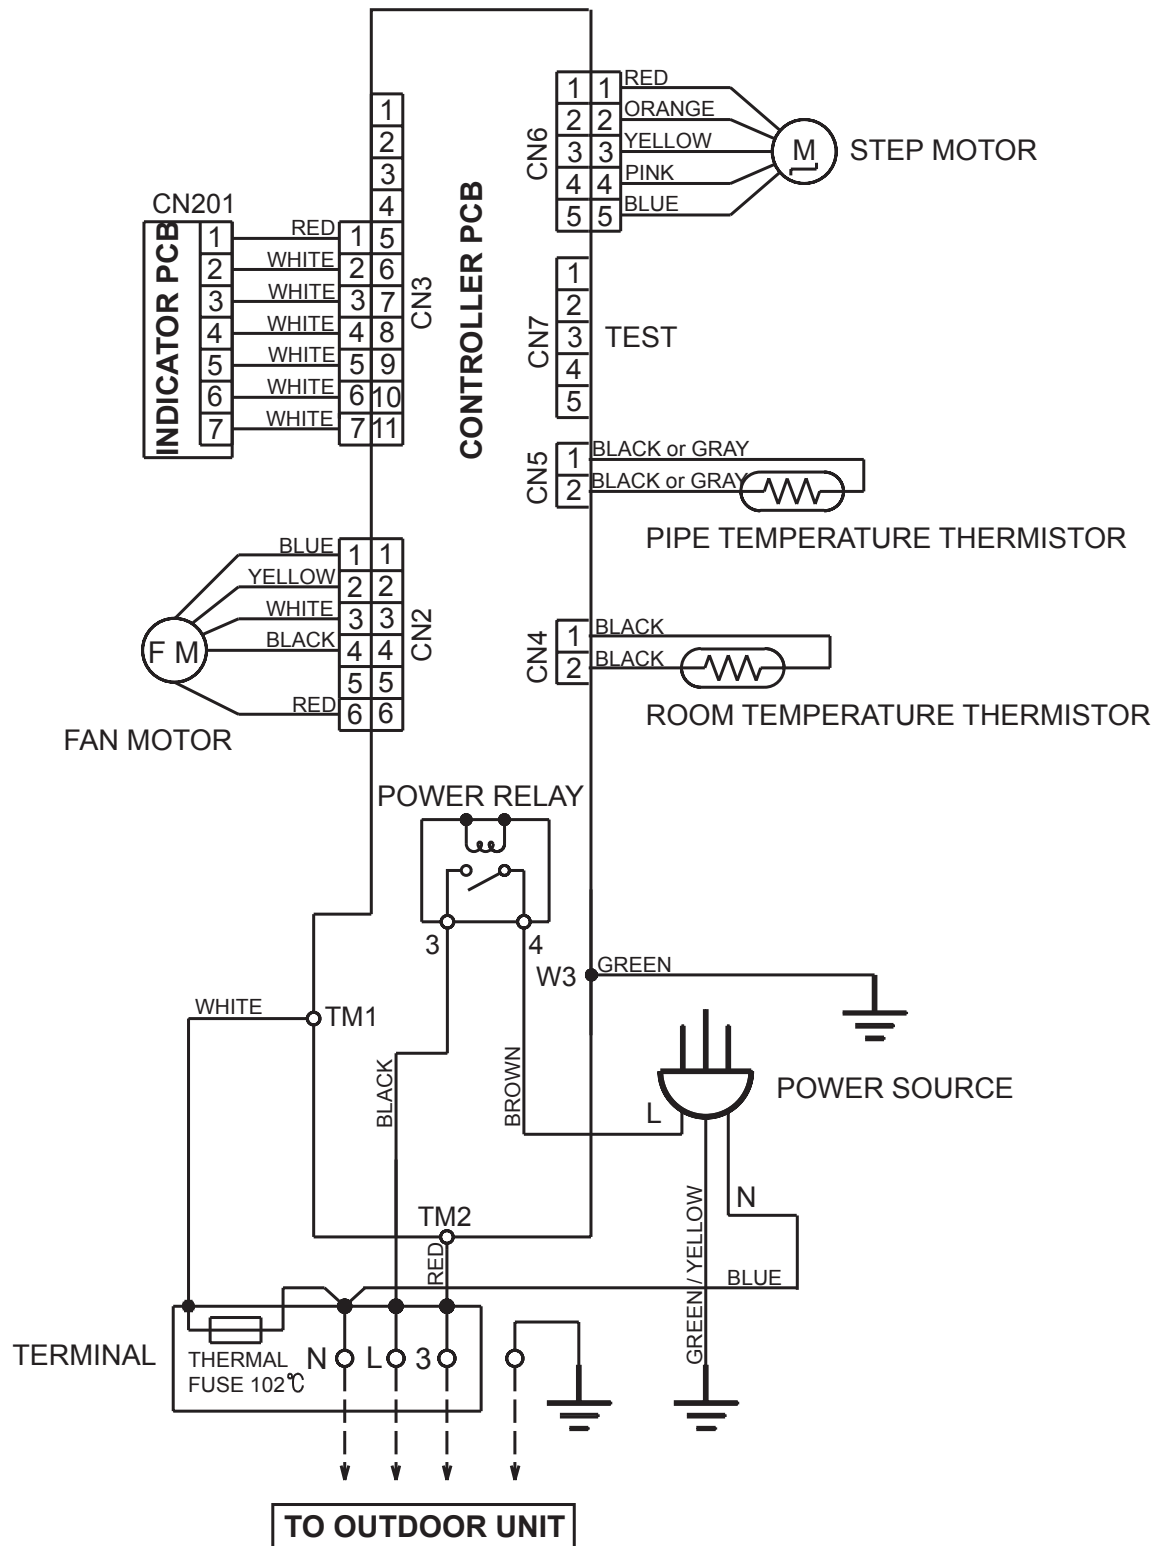 CN201
INDICATOR PCB
1
2
3
4
5
6
7
RED
WHITE
WHITE
WHITE
WHITE
WHITE
WHITE
1
2
3
4
1 5
2 6
3 7
4 8
5 9
6 10
7 11
CN3
CONTROLLER PCB
CN6
1 1
2 2
3 3
4 4
5 5
RED
ORANGE
YELLOW
PINK
BLUE
M
STEP MOTOR
CN7
1
2
3
4
5
TEST
CN5
1
2
BLACK or GRAY
BLACK or GRAY
PIPE TEMPERATURE THERMISTOR
BLUE
YELLOW
WHITE
BLACK
RED
F M
FAN MOTOR
1 1
2 2
3 3
4 4
5 5
6 6
CN2
CN4
1
2
BLACK
BLACK
ROOM TEMPERATURE THERMISTOR
POWER RELAY
3
4
W3
GREEN
WHITE
TM1
BLACK
BROWN
POWER SOURCE
L
N
TM2
RED
GREEN / YELLOW
BLUE
TERMINAL
THERMAL
FUSE 102℃
N
L
3
TO OUTDOOR UNIT